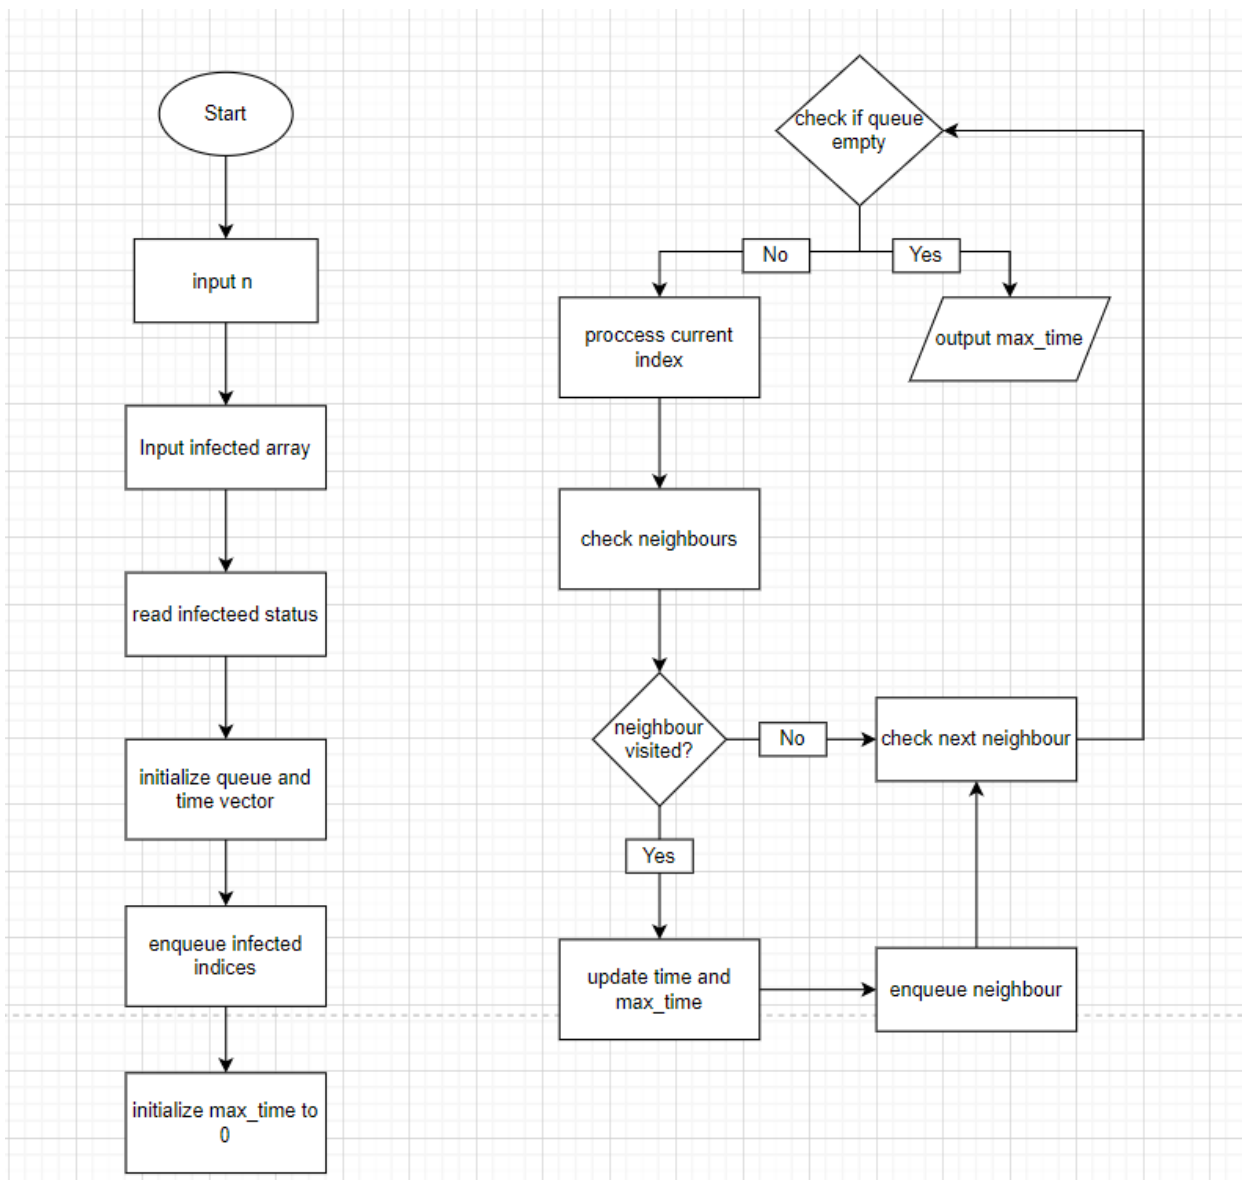 Start
input n
Input infected array
read infecteed status
initialize queue and
time vector
enqueue infected
indices
initialize max_time to
0
check if queue
empty
No
Yes
proccess current
index
output max_time
check neighbours
neighbour
visited?
No
check next neighbour
Yes
update time and
max_time
enqueue neighbour